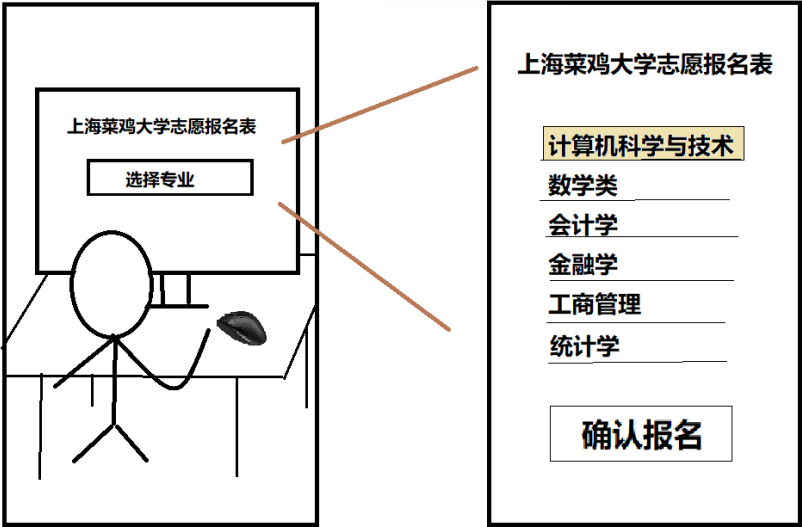 上海菜鸡大学志愿报名表
选择专业
上海菜鸡大学志愿报名表
计算机科学与技术
数学类
会计学
金融学
工商管理
统计学
确认报名